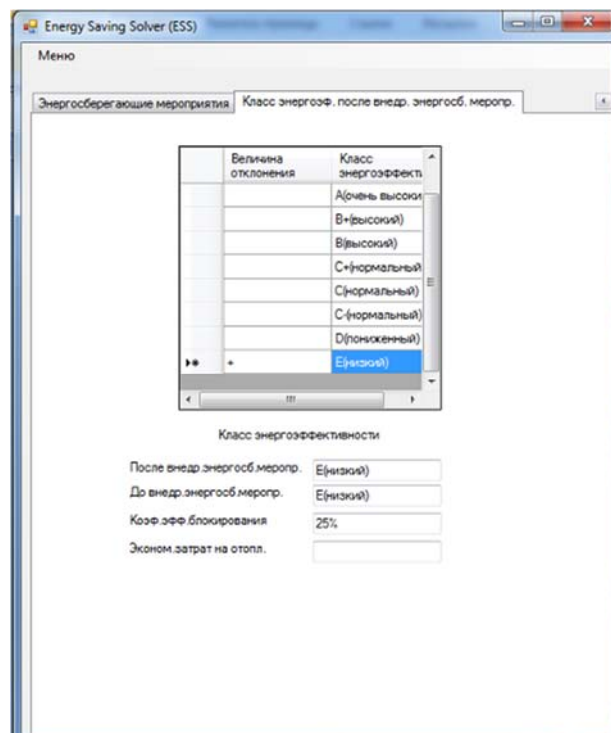 Energy Saving Solver (ESS)
Меню
Энергосберегающие мероприятия Класс энергоэф. после внедр. энергосб. меропр.
Величина отклонения Класс энергоэффекти
A(очень высоки
B+(высокий)
B(высокий)
C+(нормальный
C(нормальный)
C-(нормальный)
D(пониженный)
+ E(низкий)
Класс энергоэффективности
После внедр.энергосб.меропр. E(низкий)
До внедр.энергосб.меропр. E(низкий)
Коэф.эфф.блокирования 25%
Эконом.затрат на отопл.